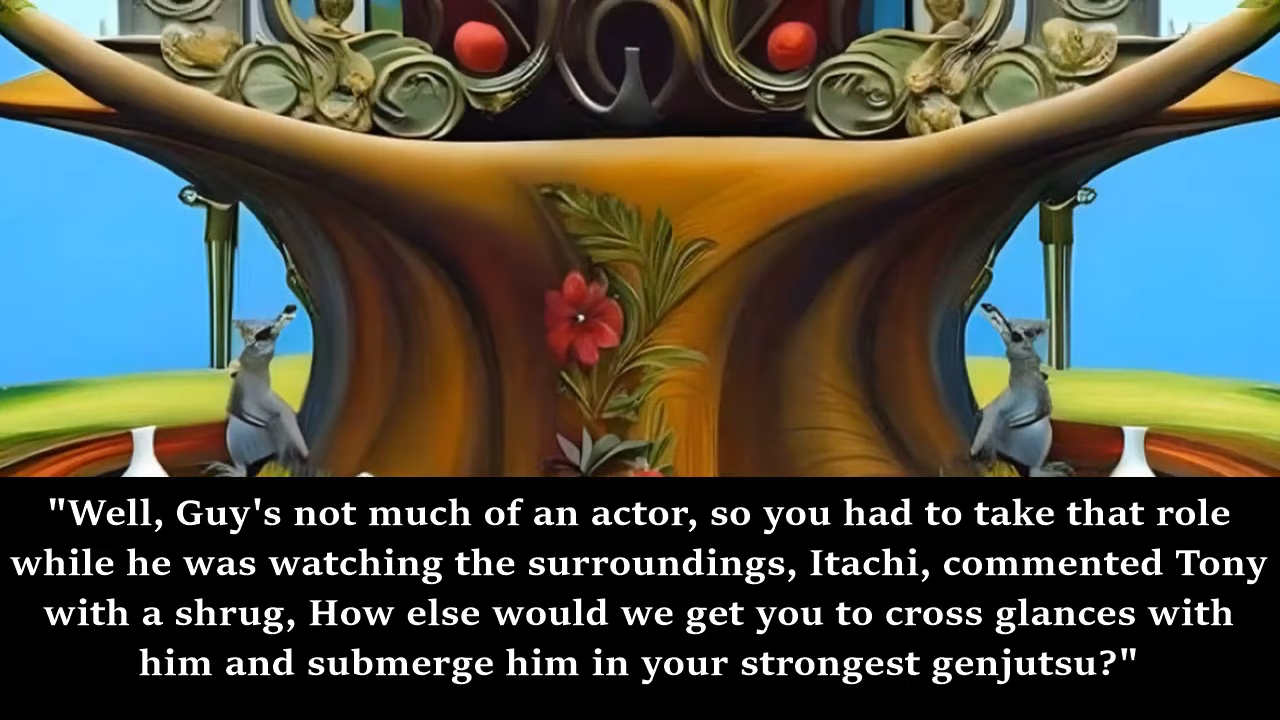 "Well, Guy's not much of an actor, so you had to take that role
while he was watching the surroundings, Itachi, commented Tony
with a shrug, How else would we get you to cross glances with
him and submerge him in your strongest genjutsu?"